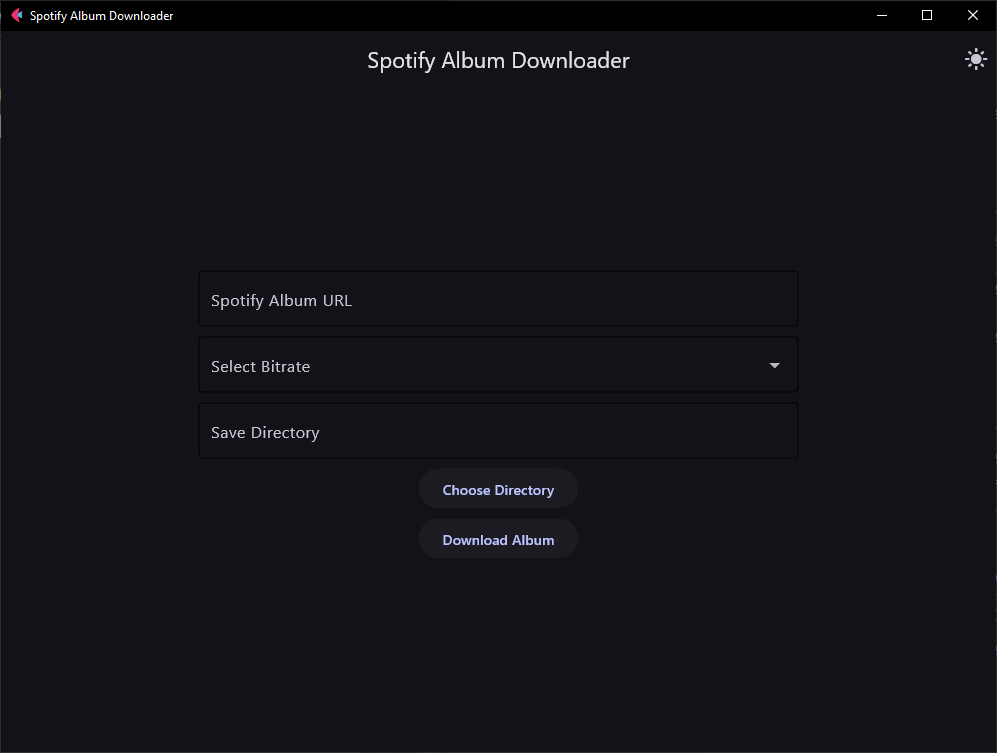 Spotify Album Downloader
Spotify Album Downloader
Spotify Album URL
Select Bitrate
Save Directory
Choose Directory
Download Album